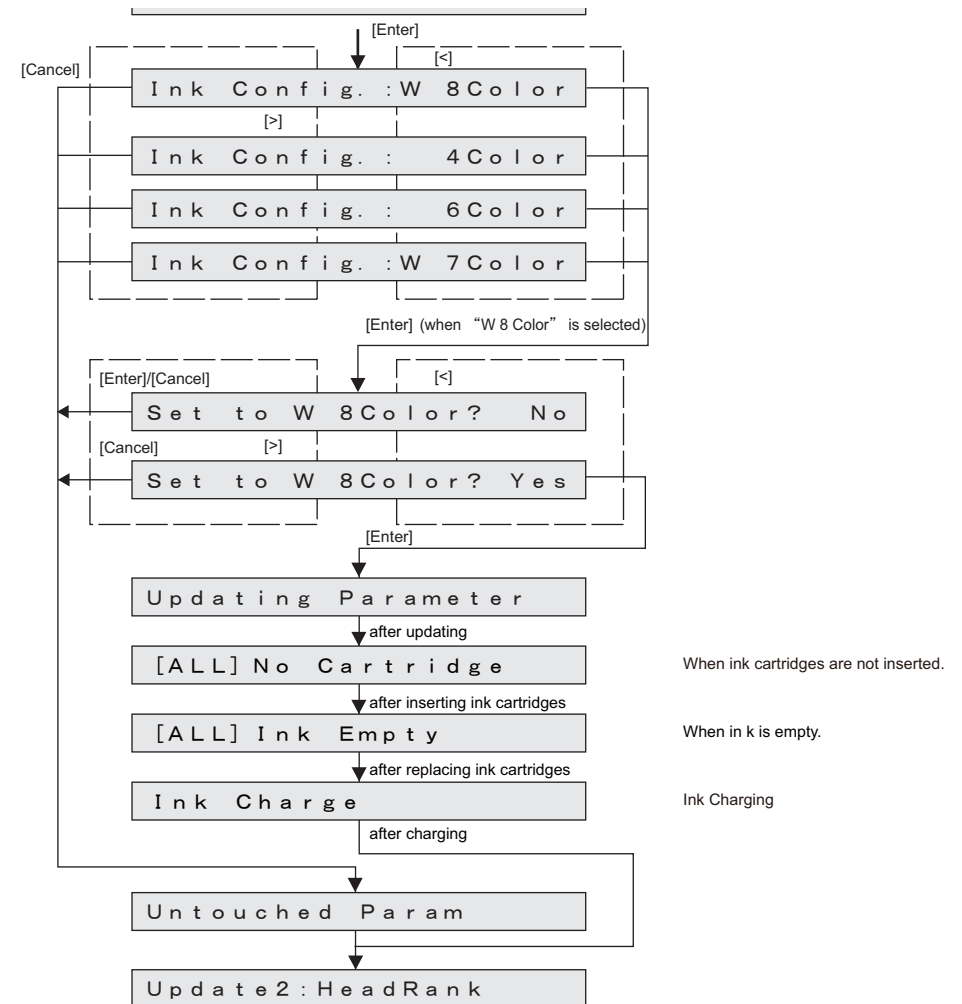 [Enter]
[<]
[Cancel]
Ink Config. :W 8Color
[>]
Ink Config. : 4Color
Ink Config. : 6Color
Ink Config. :W 7Color
[Enter] (when “W 8 Color” is selected)
[Enter]/[Cancel] [<]
Set to W 8Color? No
[Cancel] [>]
Set to W 8Color? Yes
[Enter]
Updating Parameter
after updating
[ALL] No Cartridge When ink cartridges are not inserted.
after inserting ink cartridges
[ALL] Ink Empty When in k is empty.
after replacing ink cartridges
Ink Charge Ink Charging
after charging
Untouched Param
Update2:HeadRank